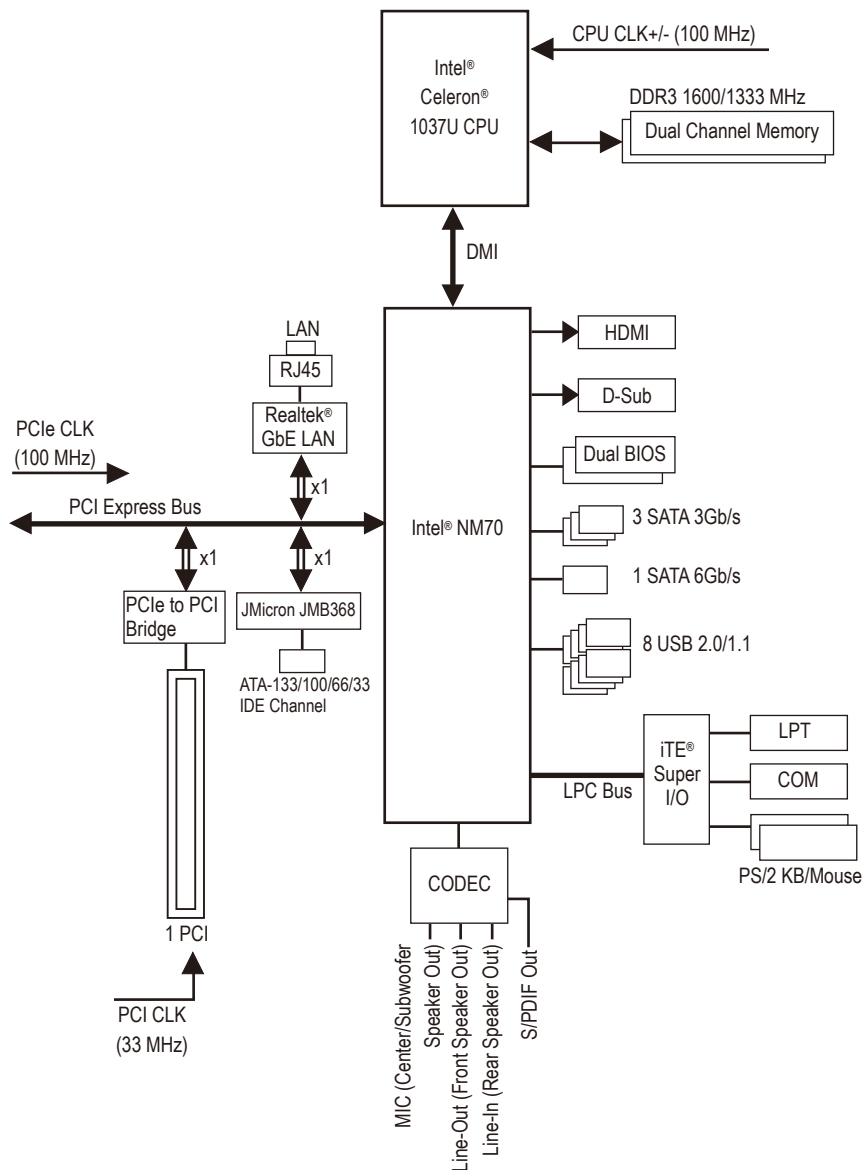 CPU CLK+/- (100 MHz)
Intel®
Celeron®
1037U CPU
DDR3 1600/1333 MHz
Dual Channel Memory
DMI
LAN
RJ45
Realtek®
GbE LAN
PCIe CLK
(100 MHz)
x1
PCI Express Bus
x1
x1
PCIe to PCI
Bridge
JMicron JMB368
ATA-133/100/66/33
IDE Channel
1 PCI
PCI CLK
(33 MHz)
Intel® NM70
HDMI
D-Sub
Dual BIOS
3 SATA 3Gb/s
1 SATA 6Gb/s
8 USB 2.0/1.1
LPC Bus
iTE®
Super
I/O
LPT
COM
PS/2 KB/Mouse
CODEC
MIC (Center/Subwoofer
Speaker Out)
Line-Out (Front Speaker Out)
Line-In (Rear Speaker Out)
S/PDIF Out